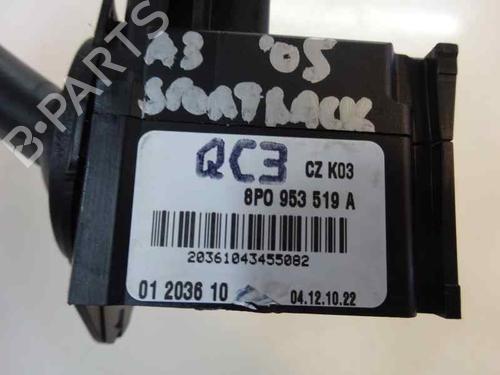 A3 '05
SPORTBACK
QC3 CZ K03
8P0 953 519 A
20361043455082
01 2036 10 04.12.10.22
B-PARTS